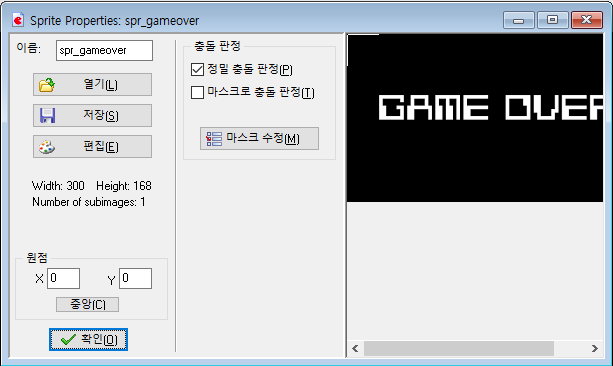 Sprite Properties: spr_gameover
이름: spr_gameover
열기(L)
저장(S)
편집(E)
Width: 300 Height: 168
Number of subimages: 1
원점
X 0 Y 0
중앙(C)
확인(O)
충돌 판정
정밀 충돌 판정(P)
마스크로 충돌 판정(T)
마스크 수정(M)
GAME OVER